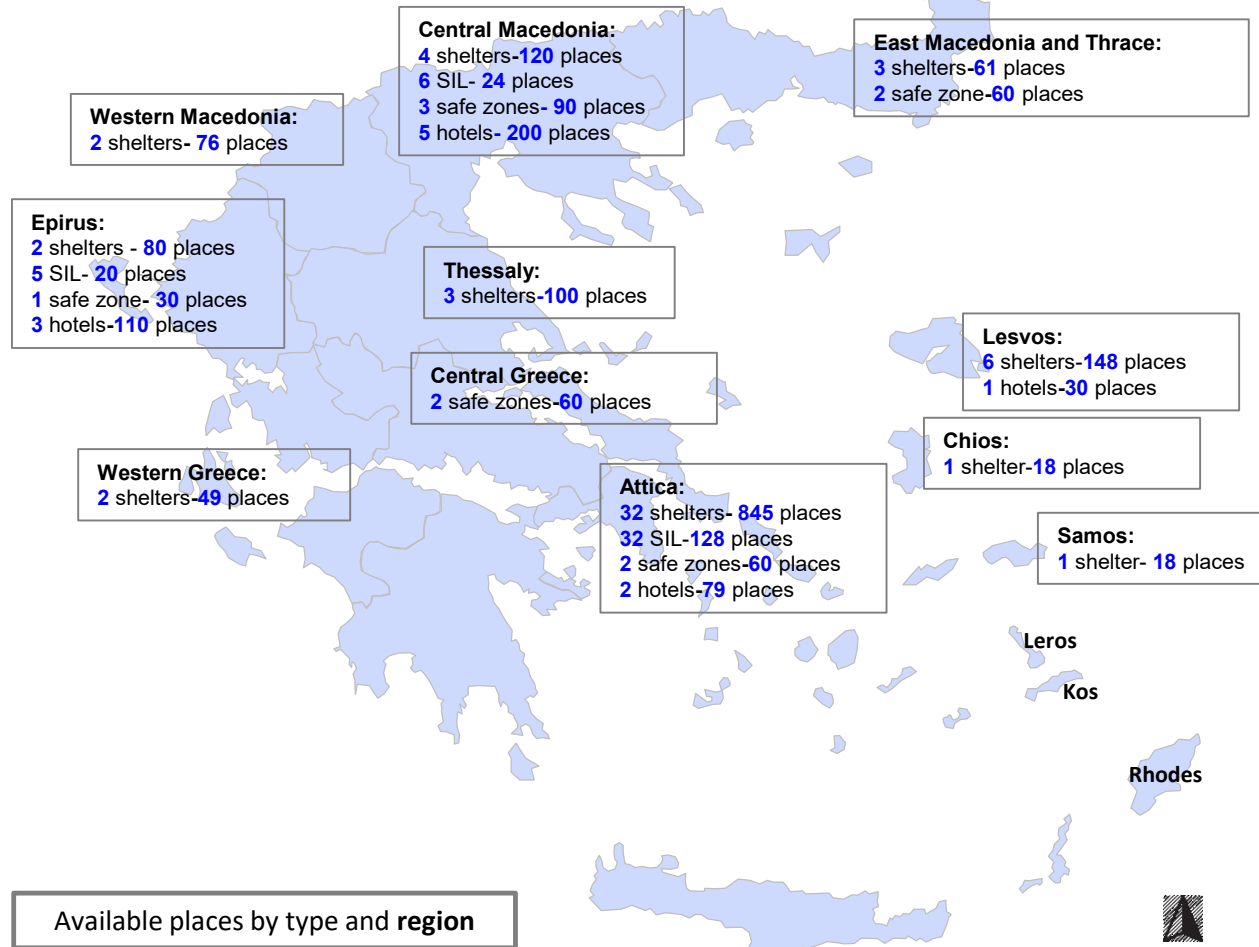 Central Macedonia:
4 shelters-120 places
6 SIL- 24 places
3 safe zones- 90 places
5 hotels- 200 places
East Macedonia and Thrace:
3 shelters-61 places
2 safe zone-60 places
Western Macedonia:
2 shelters- 76 places
Epirus:
2 shelters - 80 places
5 SIL- 20 places
1 safe zone- 30 places
3 hotels-110 places
Thessaly:
3 shelters-100 places
Lesvos:
6 shelters-148 places
1 hotels-30 places
Central Greece:
2 safe zones-60 places
Chios:
1 shelter-18 places
Western Greece:
2 shelters-49 places
Attica:
32 shelters- 845 places
32 SIL-128 places
2 safe zones-60 places
2 hotels-79 places
Samos:
1 shelter- 18 places
Leros
Kos
Rhodes
Available places by type and region